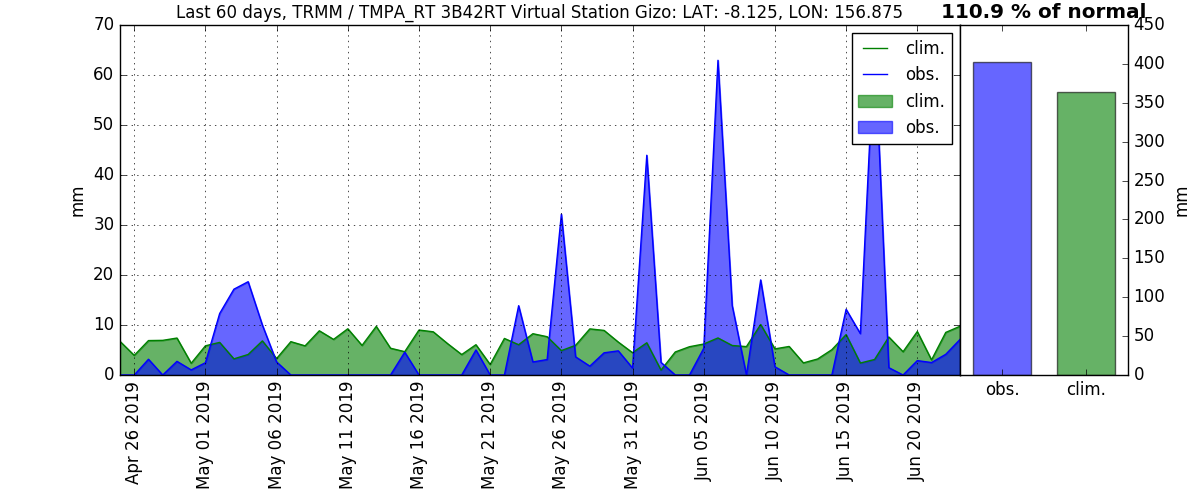 Last 60 days, TRMM / TMPA_RT 3B42RT Virtual Station Gizo: LAT: -8.125, LON: 156.875
110.9 % of normal
70
60
50
40
30
20
10
0
mm
clim.
obs.
clim.
obs.
450
400
350
300
250
200
150
100
50
0
mm
Apr 26 2019
May 01 2019
May 06 2019
May 11 2019
May 16 2019
May 21 2019
May 26 2019
May 31 2019
Jun 05 2019
Jun 10 2019
Jun 15 2019
Jun 20 2019
obs.
clim.